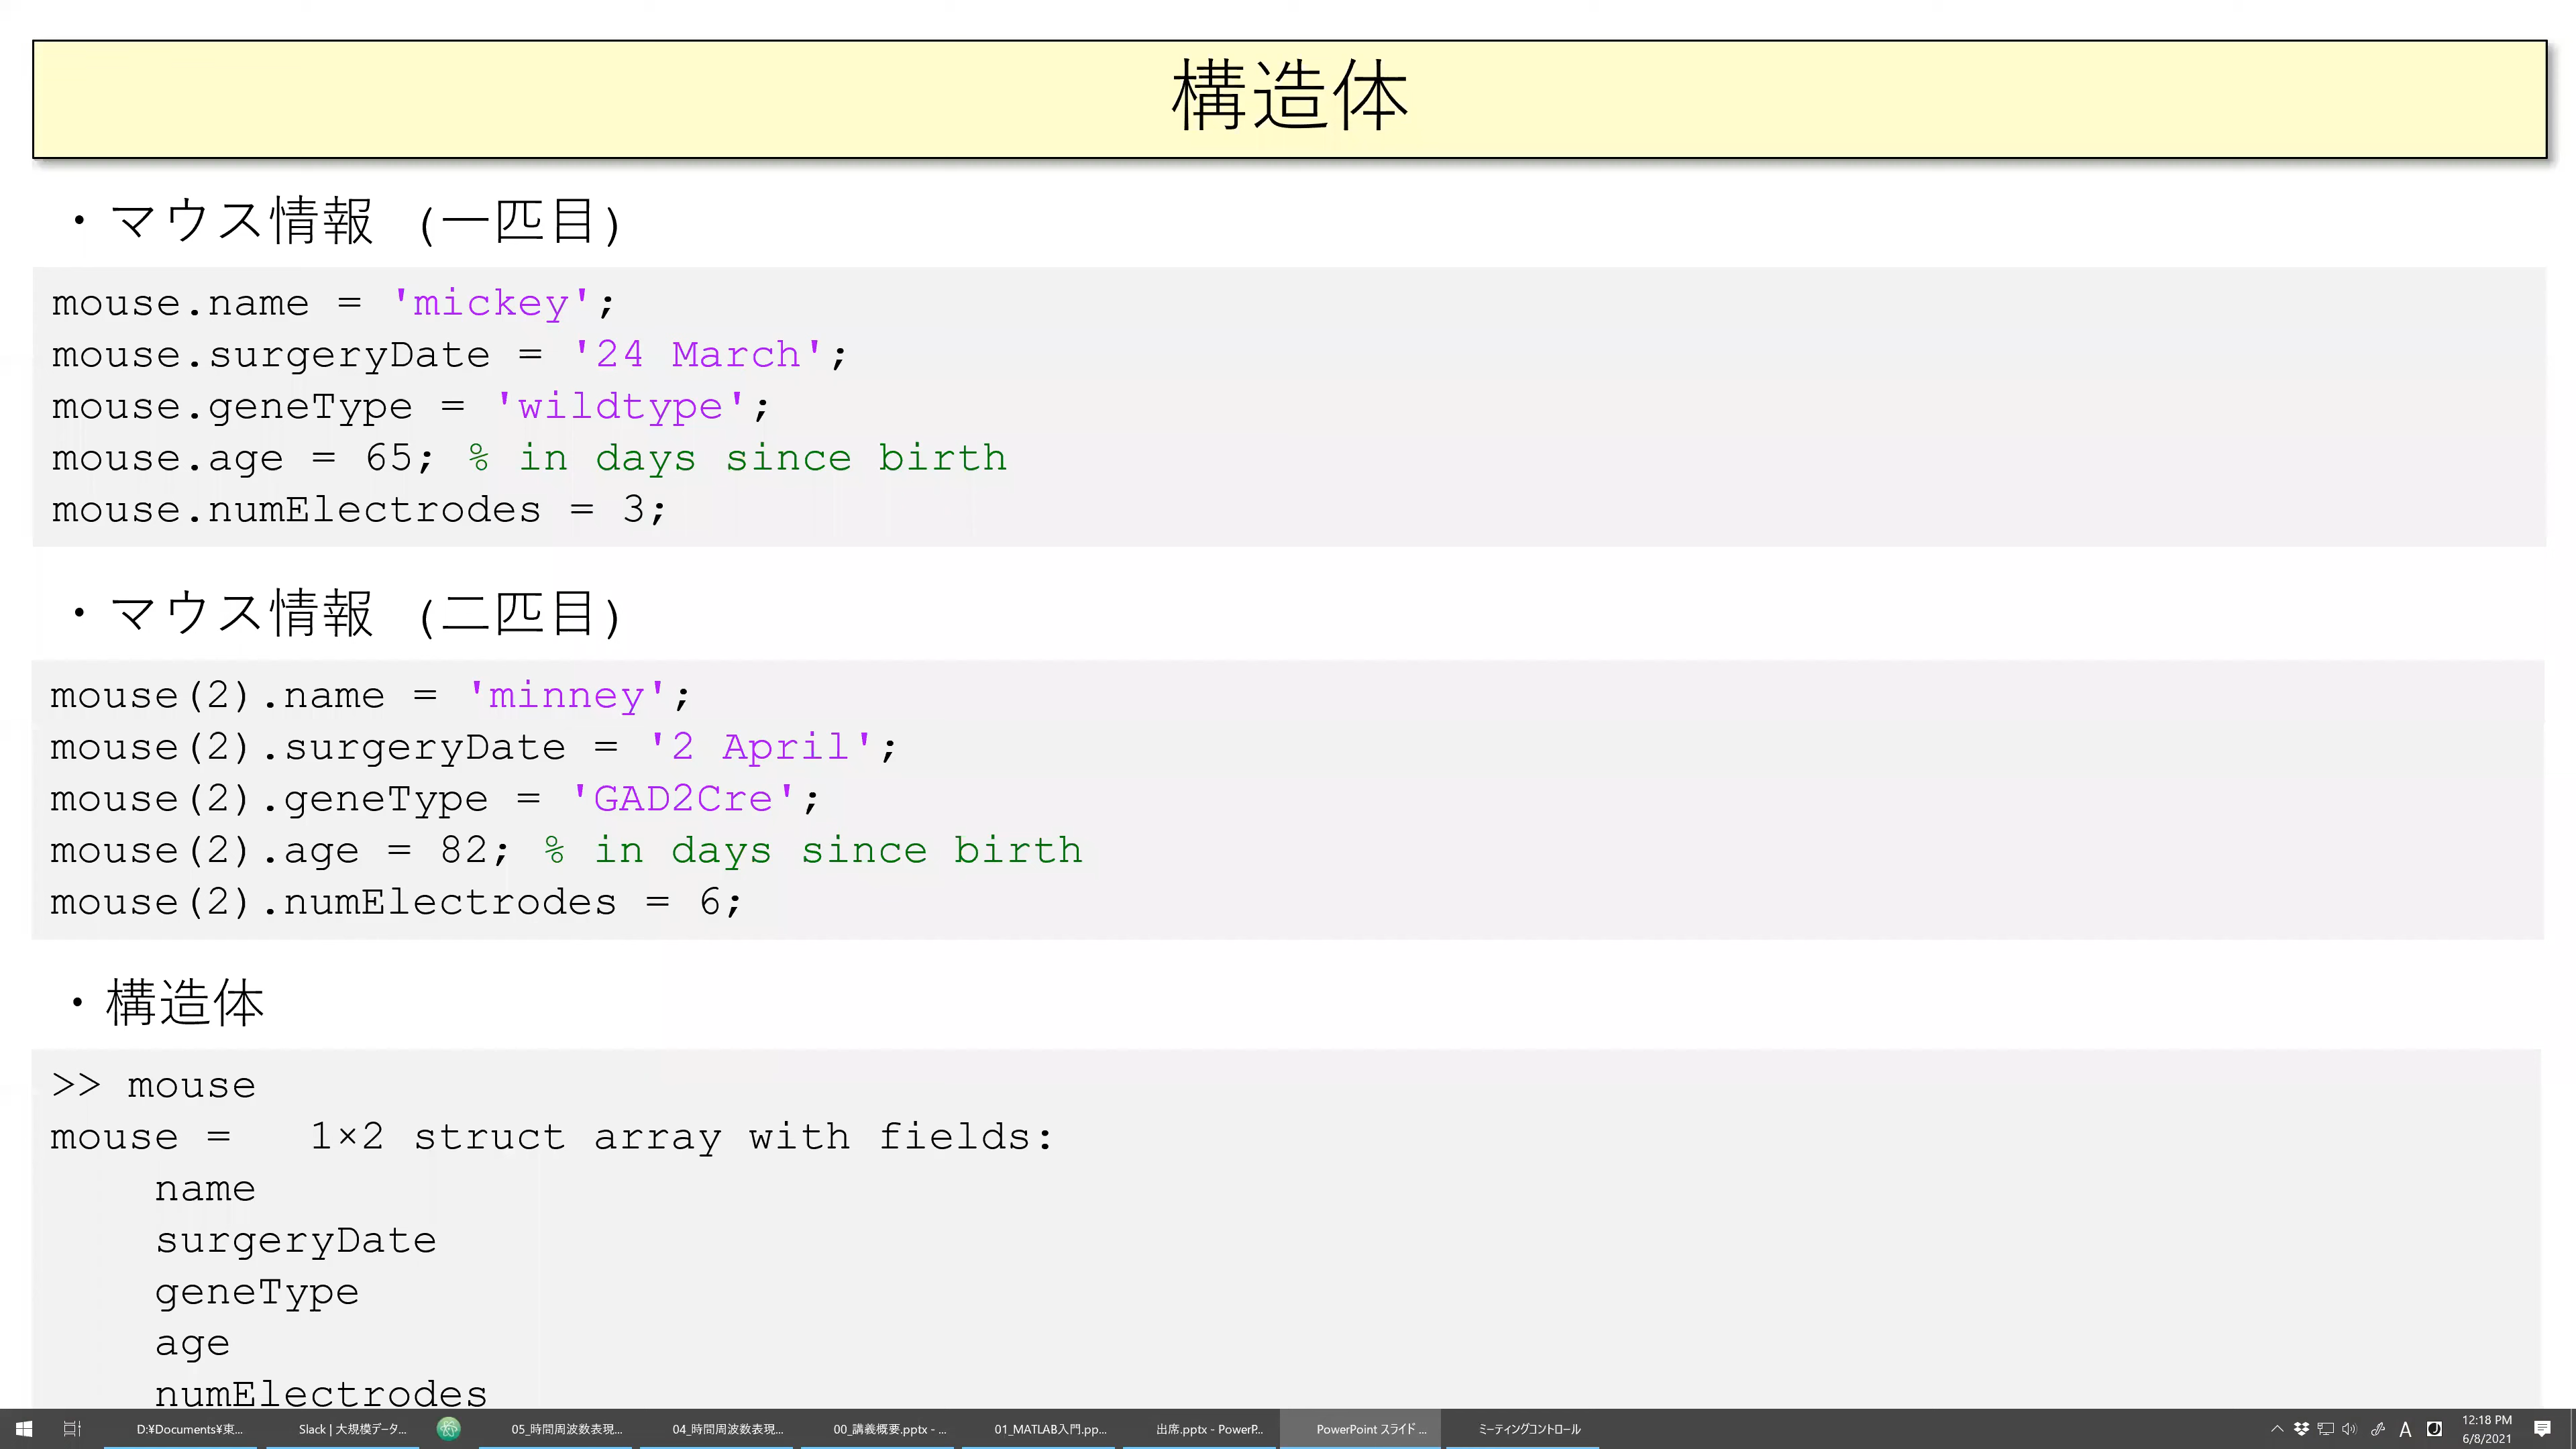 構造体
・マウス情報 (一匹目)
mouse.name = 'mickey';
mouse.surgeryDate = '24 March';
mouse.geneType = 'wildtype';
mouse.age = 65; % in days since birth
mouse.numElectrodes = 3;
・マウス情報 (二匹目)
mouse(2).name = 'minney';
mouse(2).surgeryDate = '2 April';
mouse(2).geneType = 'GAD2Cre';
mouse(2).age = 82; % in days since birth
mouse(2).numElectrodes = 6;
・構造体
>> mouse
mouse =   1×2 struct array with fields:
name
surgeryDate
geneType
age
numElectrodes
D:¥Documents¥東... Slack | 大規模データ... 05_時間周波数表現... 04_時間周波数表現... 00_講義概要.pptx - ... 01_MATLAB入門.pp... 出席.pptx - PowerP... PowerPoint スライド ... ミーティングコントロール A 12:18 PM
6/8/2021